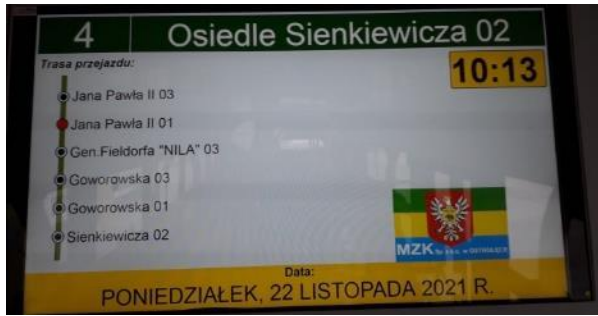 4 Osiedle Sienkiewicza 02
Trasa przejazdu:
10:13
Jana Pawła II 03
Jana Pawła II 01
Gen.Fieldorfa "NILA" 03
Goworowska 03
Goworowska 01
Sienkiewicza 02
MZK
Data:
PONIEDZIAŁEK, 22 LISTOPADA 2021 R.